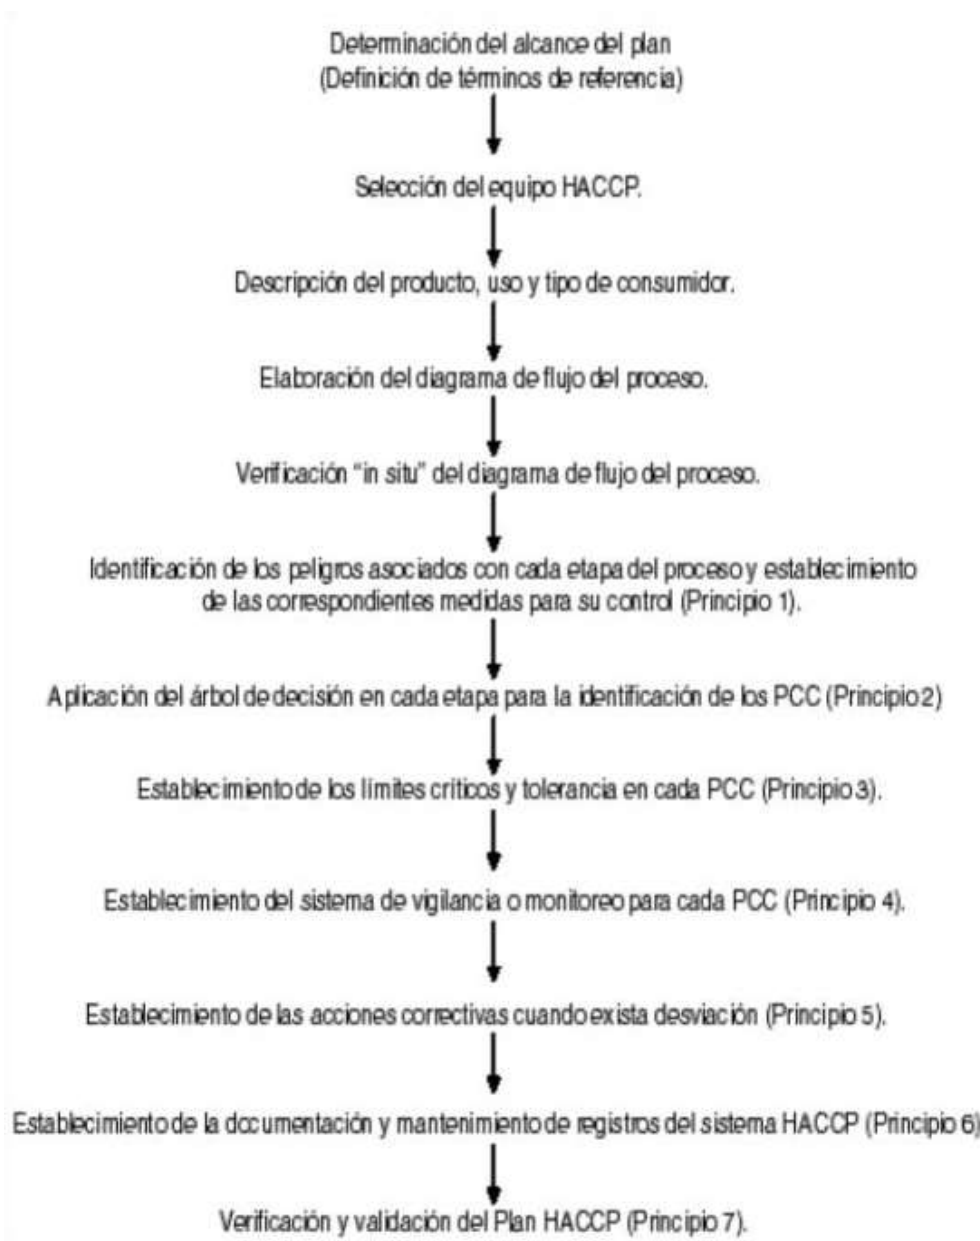 Determinación del alcance del plan
(Definición de términos de referencia)
Selección del equipo HACCP.
Descripción del producto, uso y tipo de consumidor.
Elaboración del diagrama de flujo del proceso.
Verificación “in situ” del diagrama de flujo del proceso.
Identificación de los peligros asociados con cada etapa del proceso y establecimiento
de las correspondientes medidas para su control (Principio 1).
Aplicación del árbol de decisión en cada etapa para la identificación de los PCC (Principio 2)
Establecimiento de los límites críticos y tolerancia en cada PCC (Principio 3).
Establecimiento del sistema de vigilancia o monitoreo para cada PCC (Principio 4).
Establecimiento de las acciones correctivas cuando exista desviación (Principio 5).
Establecimiento de la documentación y mantenimiento de registros del sistema HACCP (Principio 6)
Verificación y validación del Plan HACCP (Principio 7).